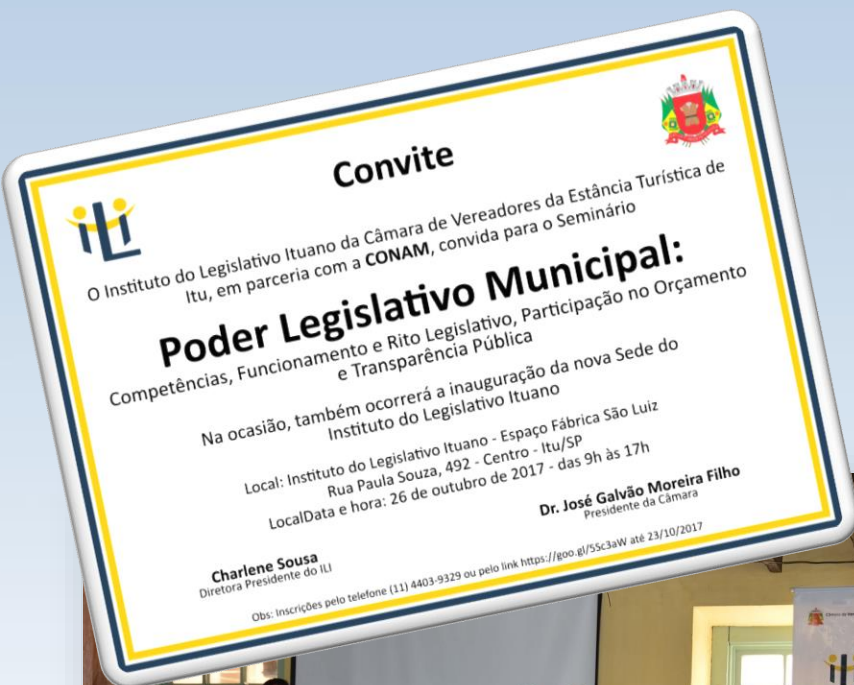 Convite
iLi
O Instituto do Legislativo Ituano da Câmara de Vereadores da Estância Turística de
Itu, em parceria com a CONAM, convida para o Seminário
Poder Legislativo Municipal:
Competências, Funcionamento e Rito Legislativo, Participação no Orçamento
e Transparência Pública
Na ocasião, também ocorrerá a inauguração da nova Sede do
Instituto do Legislativo Ituano
Local: Instituto do Legislativo Ituano - Espaço Fábrica São Luiz
Rua Paula Souza, 492 - Centro - Itu/SP
LocalData e hora: 26 de outubro de 2017 - das 9h às 17h
Charlene Sousa
Diretora Presidente do ILI
Dr. José Galvão Moreira Filho
Presidente da Câmara
Obs: Inscrições pelo telefone (11) 4403-9329 ou pelo link https://goo.gl/5Sc3aW até 23/10/2017